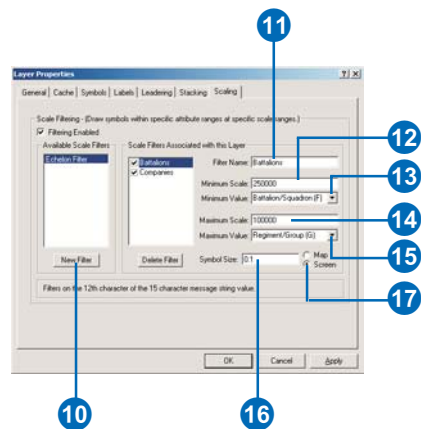 11
Layer Properties
? X
General Cache Symbols Labels Leadering Stacking Scaling
Scale Filtering - (Draw symbols within specific attribute ranges at specific scale ranges.)
Filtering Enabled
Available Scale Filters
Echelon Filter
New Filter
Scale Filters Associated with this Layer
Battalions
Companies
Delete Filter
Filter Name: Battalions
12
Minimum Scale: 250000
13
Minimum Value: Battalion/Squadron (F)
Maximum Scale: 100000
14
Maximum Value: Regiment/Group (G)
15
Symbol Size: 0.1
Map
Screen
17
Filters on the 12th character of the 15 character message string value.
OK Cancel Apply
10
16